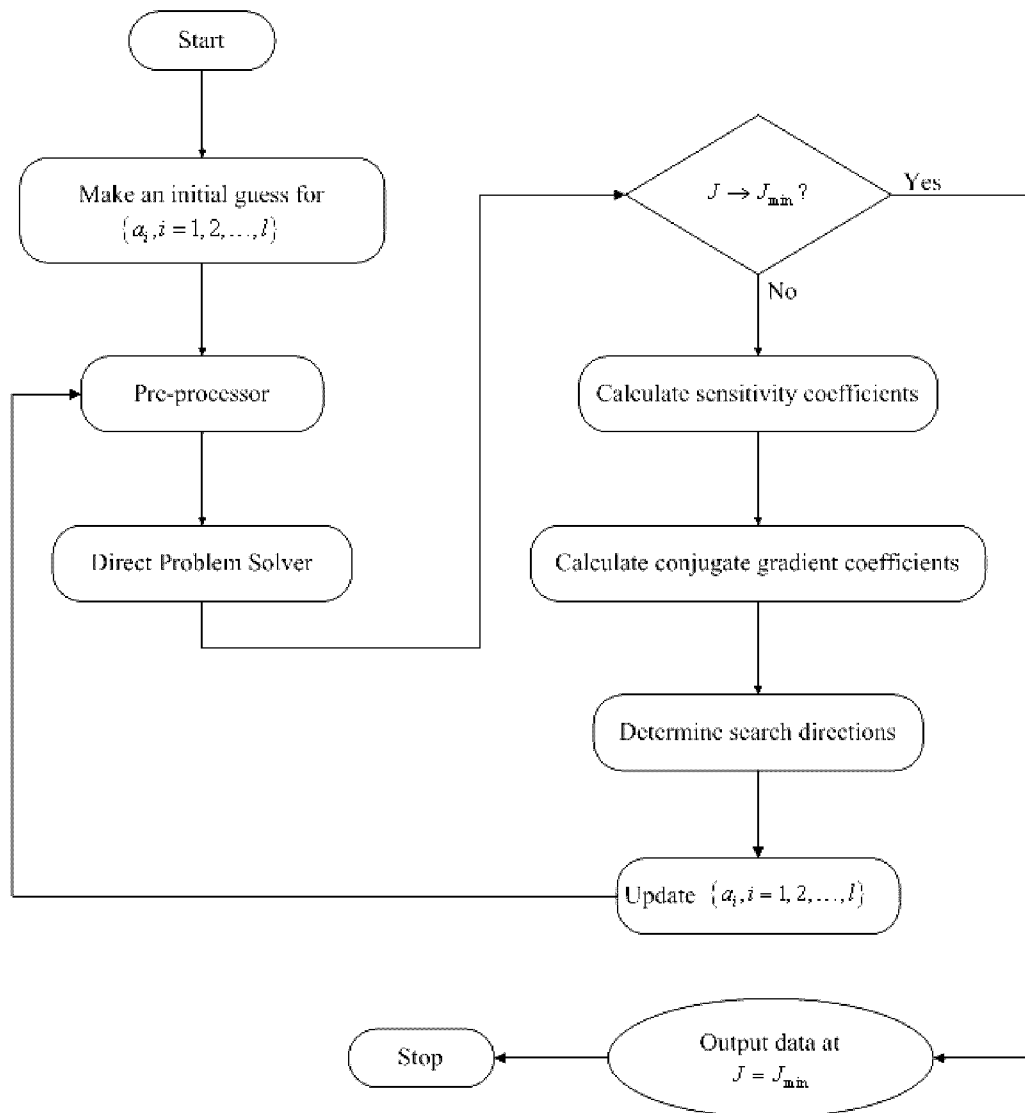 Start
Make an initial guess for
{a_i, i = 1, 2, ..., l}
Pre-processor
Direct Problem Solver
J → J_min ?
Yes
No
Calculate sensitivity coefficients
Calculate conjugate gradient coefficients
Determine search directions
Update {a_i, i = 1, 2, ..., l}
Output data at
J = J_min
Stop